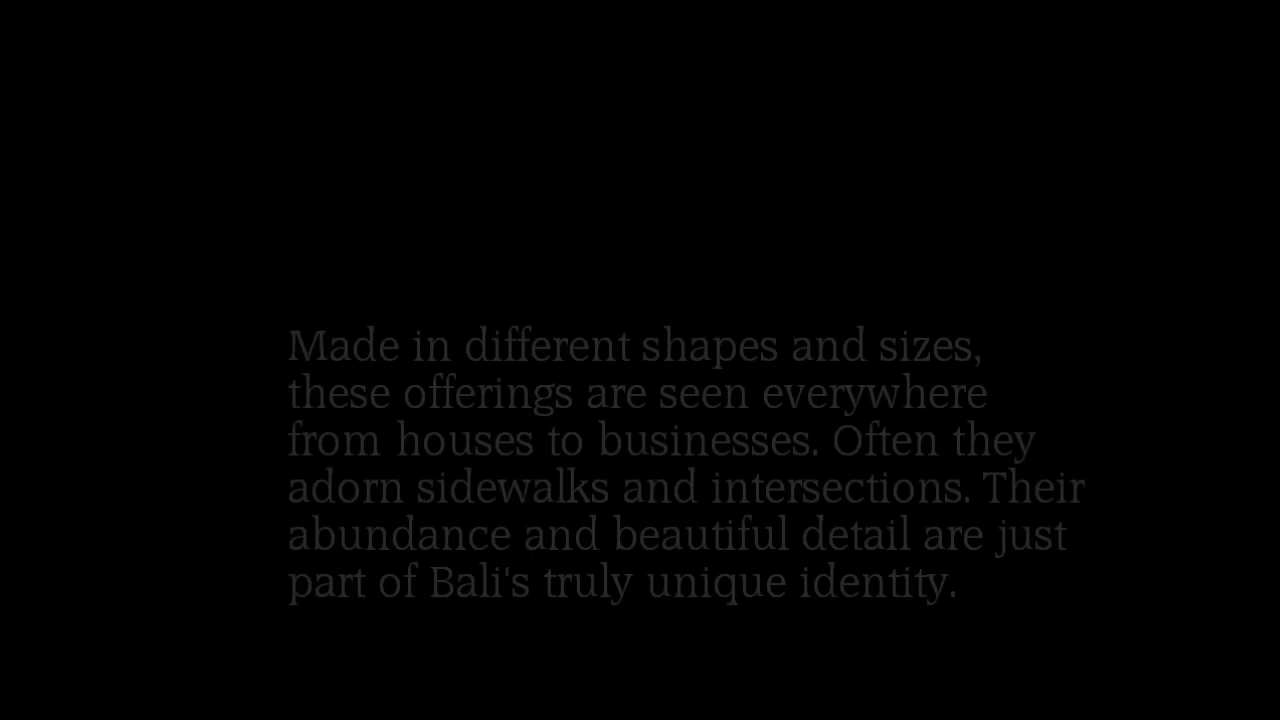 Made in different shapes and sizes,
these offerings are seen everywhere
from houses to businesses. Often they
adorn sidewalks and intersections. Their
abundance and beautiful detail are just
part of Bali's truly unique identity.